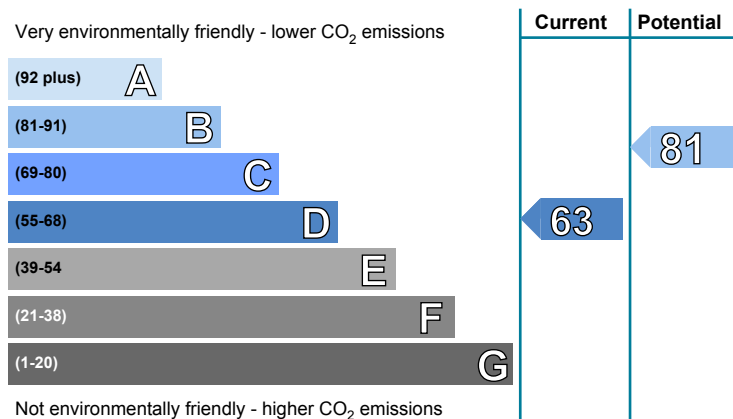 Current Potential
Very environmentally friendly - lower CO₂ emissions
(92 plus) A
(81-91) B
81
(69-80) C
(55-68) D
63
(39-54 E
(21-38) F
(1-20) G
Not environmentally friendly - higher CO₂ emissions